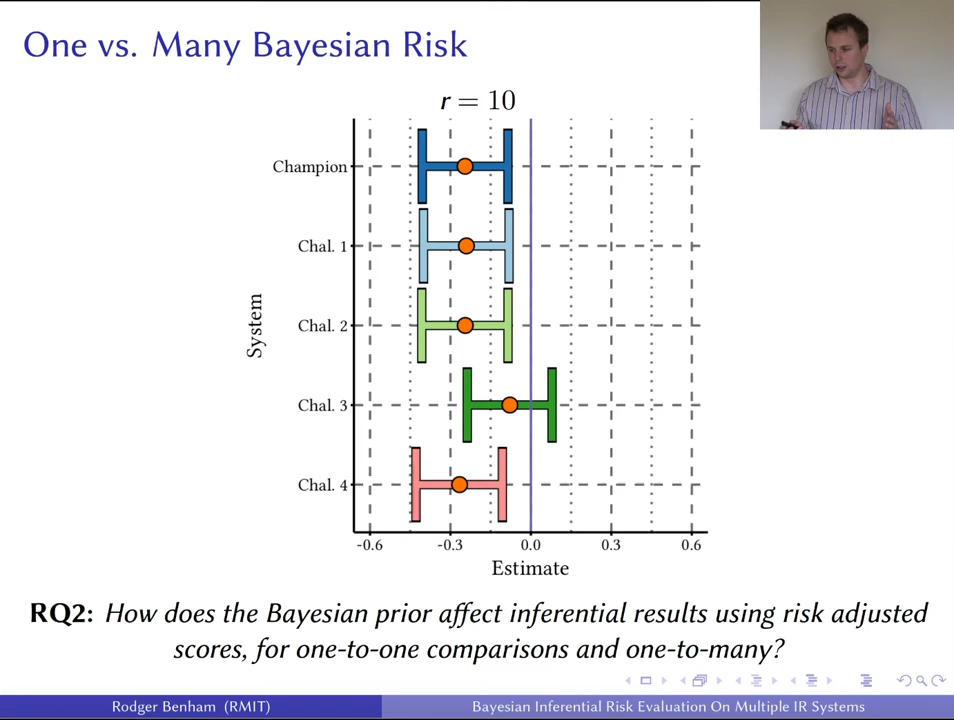 One vs. Many Bayesian Risk
r = 10
Champion
Chal. 1
Chal. 2
Chal. 3
Chal. 4
System
-0.6 -0.3 0.0 0.3 0.6
Estimate
RQ2: How does the Bayesian prior affect inferential results using risk adjusted
scores, for one-to-one comparisons and one-to-many?
Rodger Benham (RMIT) Bayesian Inferential Risk Evaluation On Multiple IR Systems